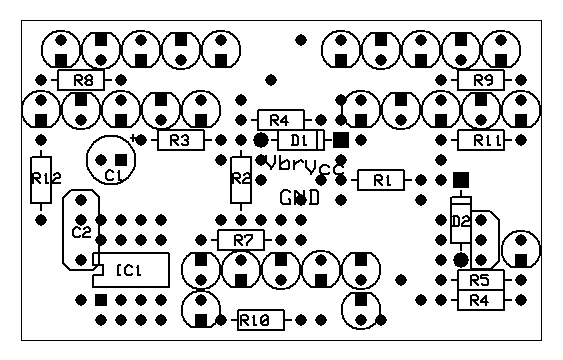 R8 R9
R4
+ R3 D1 R11
Vbr Vcc
C1
R12 R2 R1
GND
D2
C2
R7
IC1
R5
R4
R10